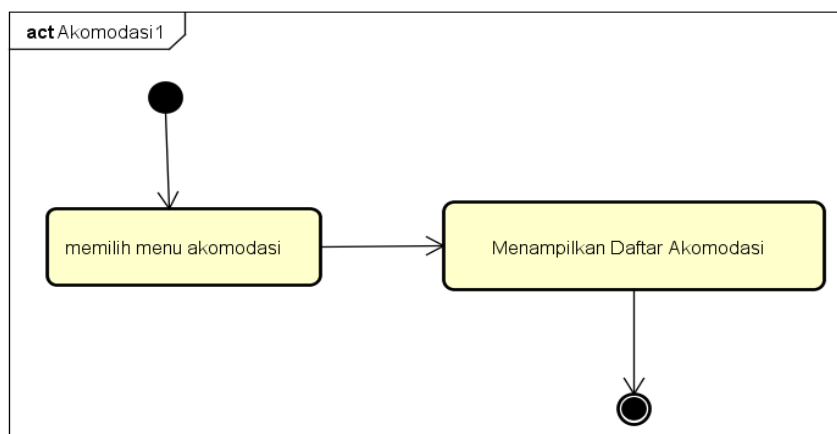 act Akomodasi1
memilih menu akomodasi
Menampilkan Daftar Akomodasi